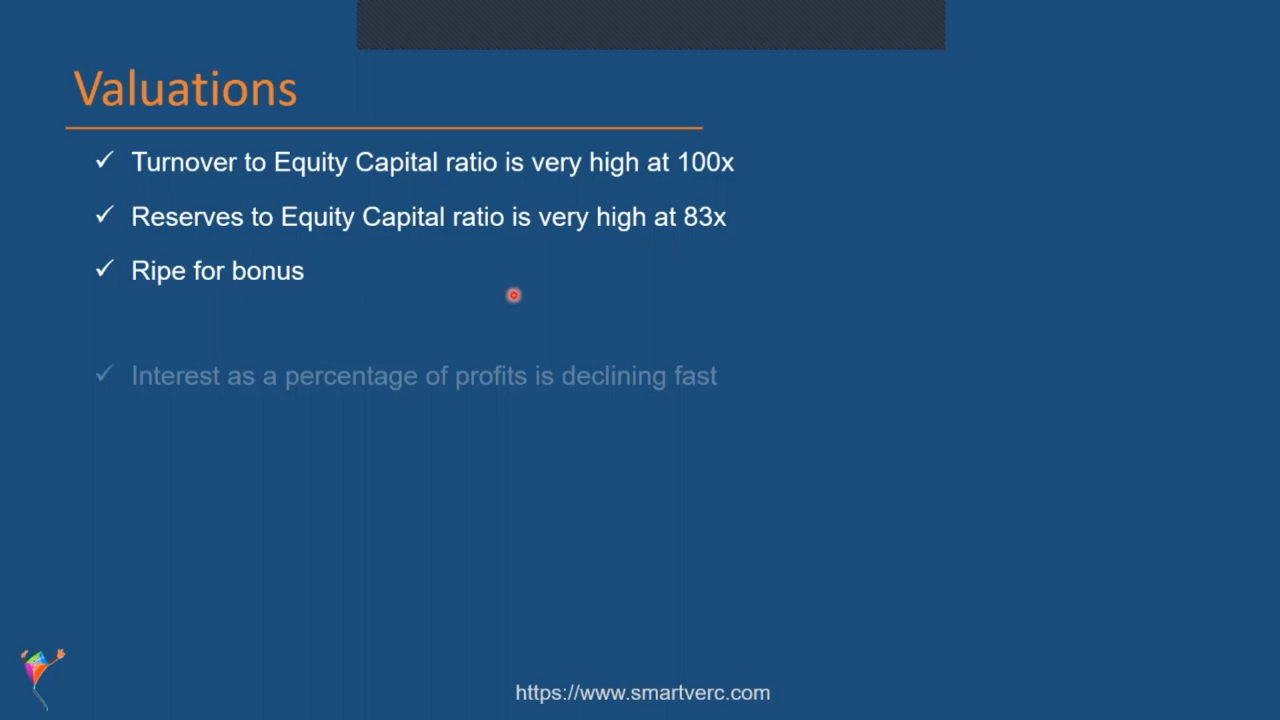 Valuations
✓ Turnover to Equity Capital ratio is very high at 100x
✓ Reserves to Equity Capital ratio is very high at 83x
✓ Ripe for bonus
✓ Interest as a percentage of profits is declining fast
https://www.smartverc.com